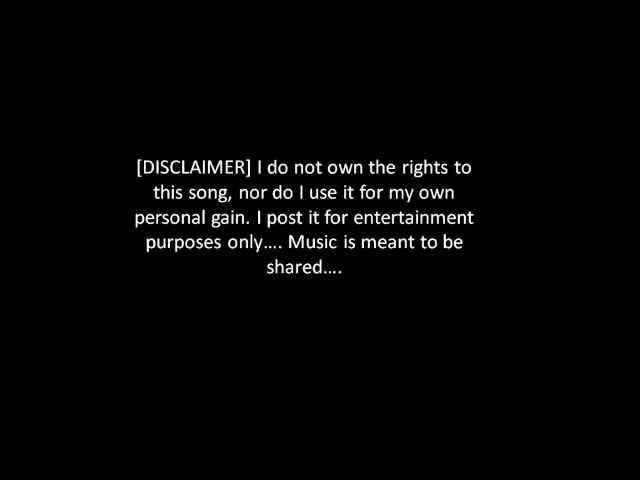 [DISCLAIMER] I do not own the rights to
this song, nor do I use it for my own
personal gain. I post it for entertainment
purposes only.... Music is meant to be
shared....